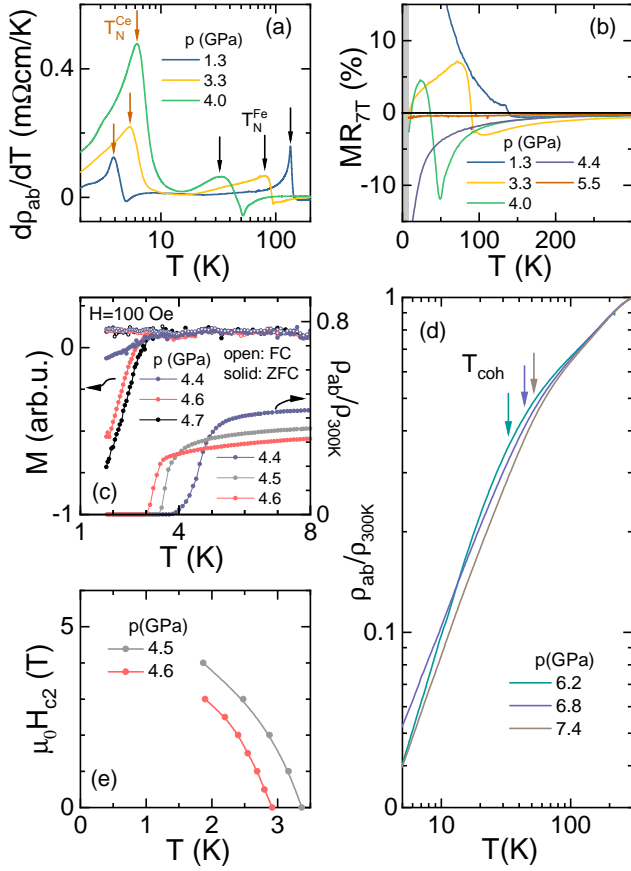 (a)
T_N^Ce
p (GPa)
1.3
3.3
4.0
T_N^Fe
0.4
0
dρ_ab/dT (mΩcm/K)
10
100
T (K)
(b)
10
0
-10
MR_7T (%)
p (GPa)
1.3
3.3
4.0
4.4
5.5
0
100
200
T (K)
H=100 Oe
p (GPa)
4.4
4.6
4.7
open: FC
solid: ZFC
0
-1
M (arb.u.)
0.8
0
ρ_ab/ρ_300K
4.4
4.5
4.6
(c)
1
4
8
T (K)
(d)
T_coh
1
0.1
0
ρ_ab/ρ_300K
p(GPa)
6.2
6.8
7.4
10
100
T(K)
p(GPa)
4.5
4.6
5
0
μ₀H_c2 (T)
(e)
0
1
2
3
T (K)